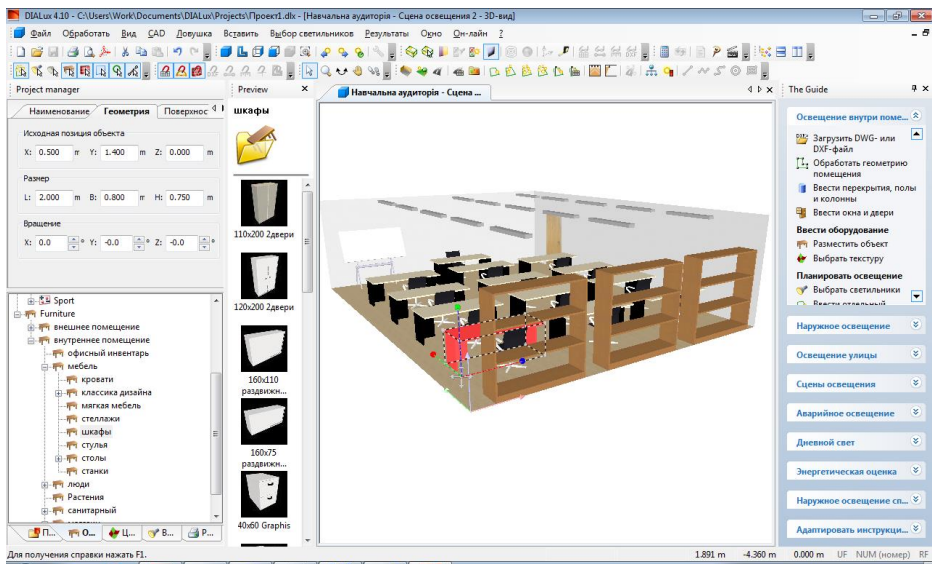 DIALux 4.10 - C:\Users\Work\Documents\DIALux\Projects\Проект1.dlx - [Навчальна аудиторія - Сцена освещения 2 - 3D-вид]
Файл Обработать Вид CAD Ловушка Вставить Выбор светильников Результаты Окно Он-лайн ?
Project manager
Наименование Геометрия Поверхнос
Исходная позиция объекта
X: 0.500 m Y: 1.400 m Z: 0.000 m
Размер
L: 2.000 m B: 0.800 m H: 0.750 m
Вращение
X: 0.0 ° Y: -0.0 ° Z: -0.0 °
Sport
Furniture
внешнее помещение
внутреннее помещение
офисный инвентарь
мебель
кровати
классика дизайна
мягкая мебель
стеллажи
шкафы
стулья
столы
станки
люди
Растения
санитарный
П... О... Ц... В... Р...
Preview
шкафы
110x200 2двери
120x200 2двери
160x110
раздвижн...
160x75
раздвижн...
40x60 Graphis
Навчальна аудиторія - Сцена ...
The Guide
Освещение внутри поме...
Загрузить DWG- или
DXF-файл
Обработать геометрию
помещения
Ввести перекрытия, полы
и колонны
Ввести окна и двери
Ввести оборудование
Разместить объект
Выбрать текстуру
Планировать освещение
Выбрать светильники
Ввести отдельный
Наружное освещение
Освещение улицы
Сцены освещения
Аварийное освещение
Дневной свет
Энергетическая оценка
Наружное освещение сп...
Адаптировать инструкци...
Для получения справки нажать F1.
1.891 m -4.360 m 0.000 m UF NUM (номер) RF